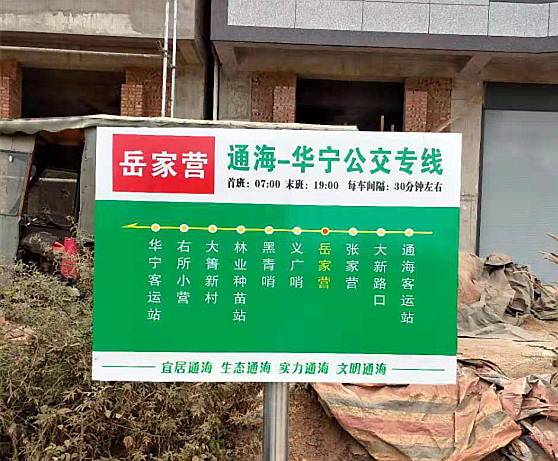 岳家营
通海-华宁公交专线
首班：07:00 末班：19:00 每车间隔：30分钟左右
华宁客运站
右所小营
大箐新村
林业种苗站
黑青哨
义广哨
岳家营
张家营
大新路口
通海客运站
宜居通海 生态通海 实力通海 文明通海